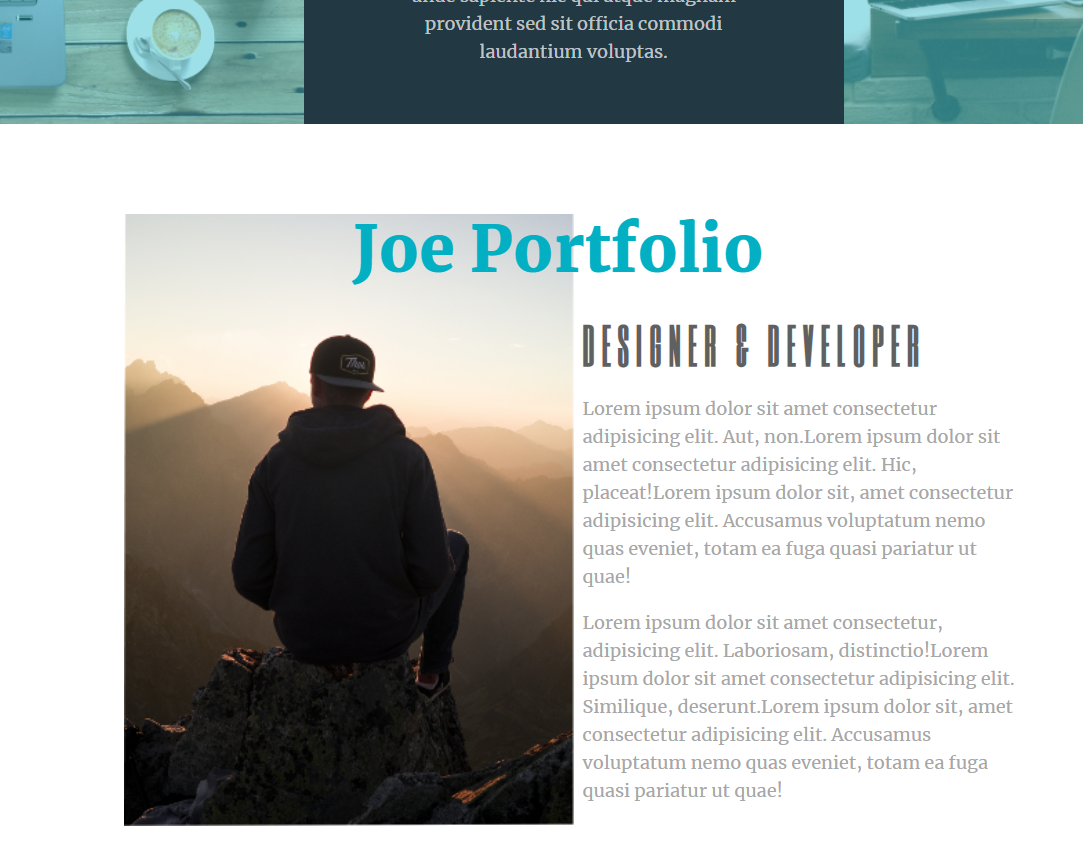 provident sed sit officia commodi
laudantium voluptas.
Joe Portfolio
DESIGNER & DEVELOPER
Lorem ipsum dolor sit amet consectetur
adipisicing elit. Aut, non.Lorem ipsum dolor sit
amet consectetur adipisicing elit. Hic,
placeat!Lorem ipsum dolor sit, amet consectetur
adipisicing elit. Accusamus voluptatum nemo
quas eveniet, totam ea fuga quasi pariatur ut
quae!
Lorem ipsum dolor sit amet consectetur,
adipisicing elit. Laboriosam, distinctio!Lorem
ipsum dolor sit amet consectetur adipisicing elit.
Similique, deserunt.Lorem ipsum dolor sit, amet
consectetur adipisicing elit. Accusamus
voluptatum nemo quas eveniet, totam ea fuga
quasi pariatur ut quae!